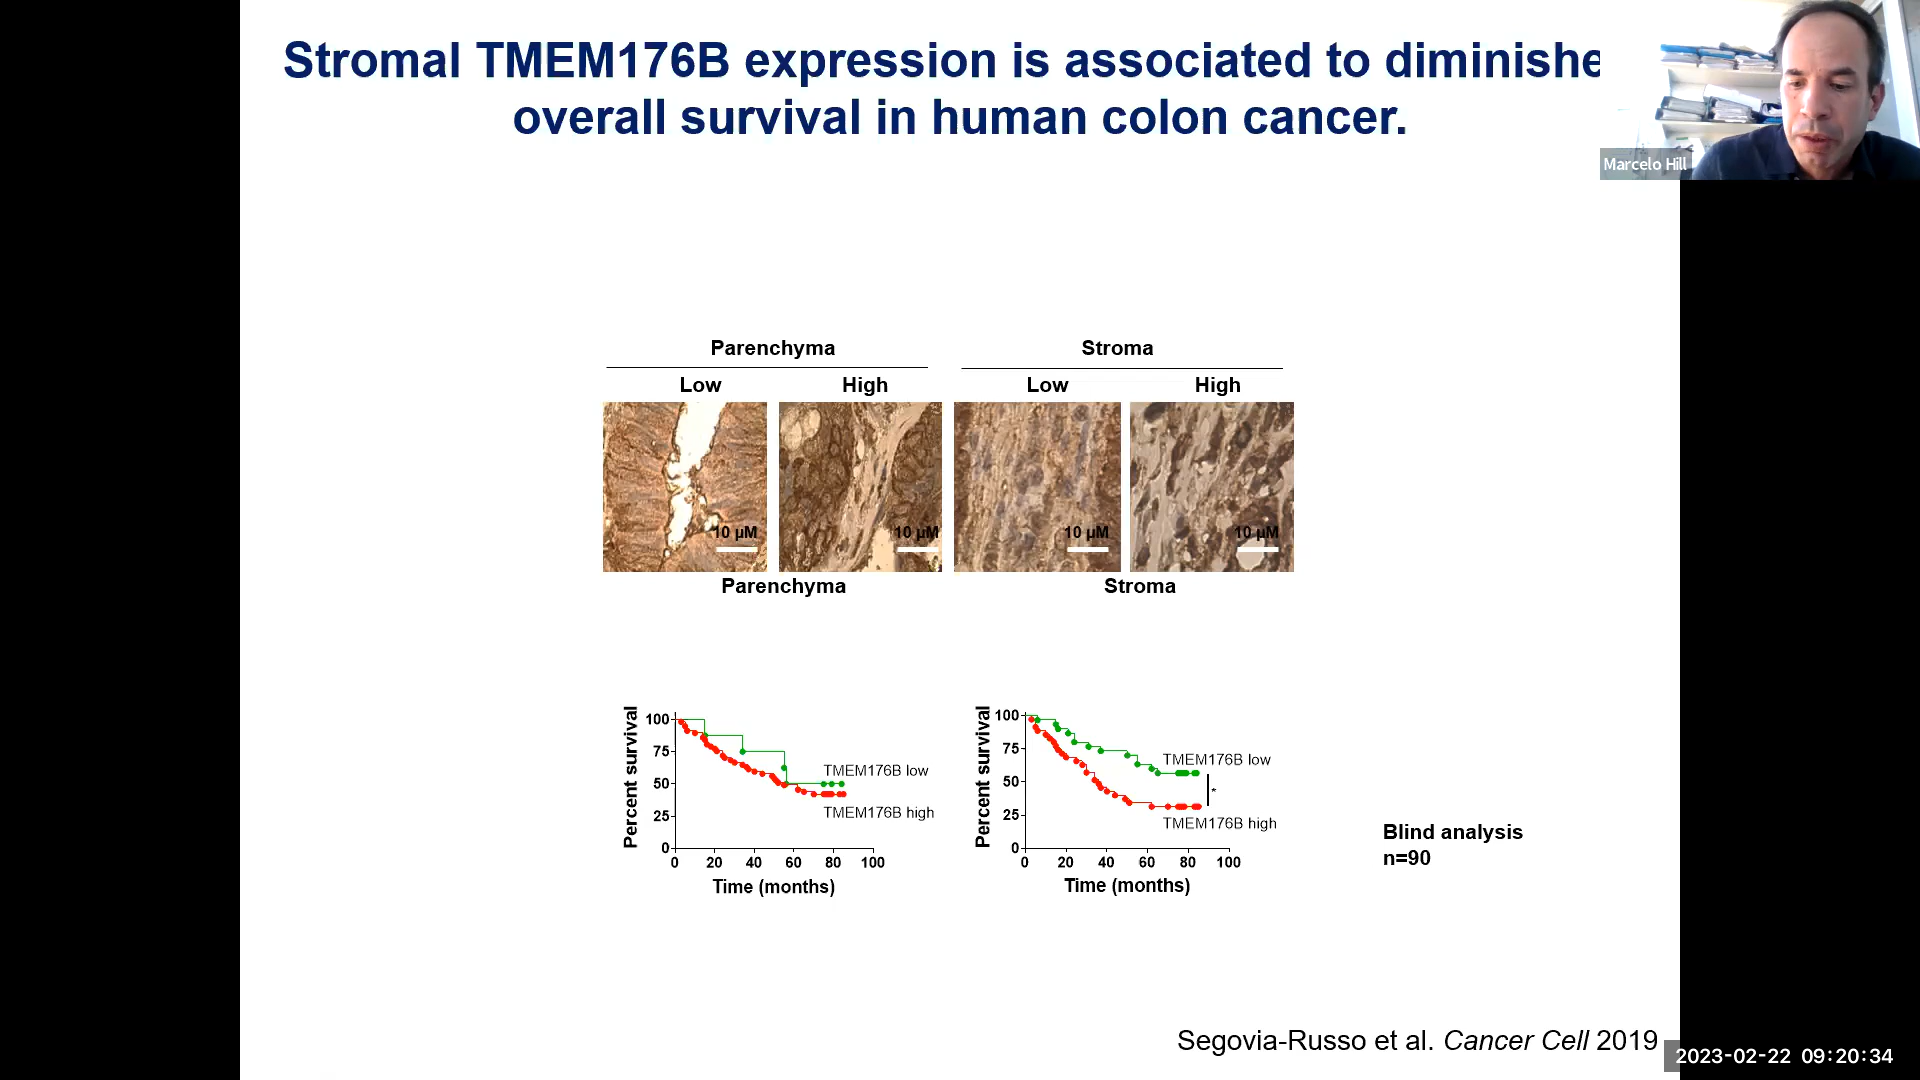 Stromal TMEM176B expression is associated to diminishe
overall survival in human colon cancer.
Marcelo Hill
Parenchyma
Stroma
Low
High
Low
High
10 µM
10 µM
10 µM
10 µM
Parenchyma
Stroma
Percent survival
100
75
50
25
0
0 20 40 60 80 100
Time (months)
TMEM176B low
TMEM176B high
Percent survival
100
75
50
25
0
0 20 40 60 80 100
Time (months)
TMEM176B low
*
TMEM176B high
Blind analysis
n=90
Segovia-Russo et al. Cancer Cell 2019
2023-02-22 09:20:34